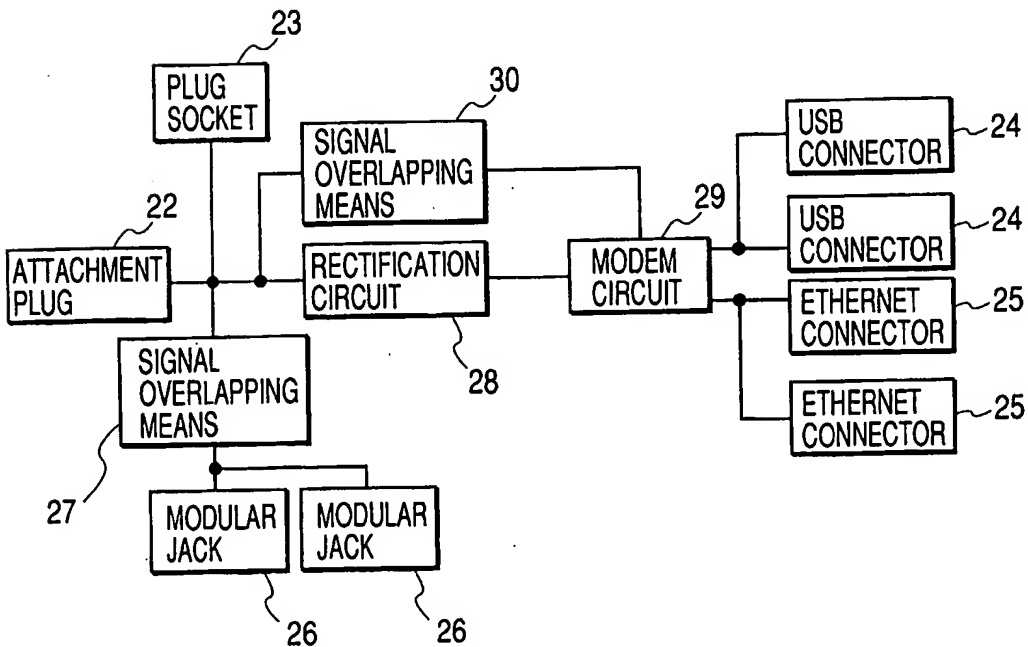 23
PLUG
SOCKET
30
SIGNAL
OVERLAPPING
MEANS
USB
CONNECTOR
24
22
ATTACHMENT
PLUG
29
MODEM
CIRCUIT
USB
CONNECTOR
24
RECTIFICATION
CIRCUIT
28
ETHERNET
CONNECTOR
25
SIGNAL
OVERLAPPING
MEANS
27
ETHERNET
CONNECTOR
25
MODULAR
JACK
26
MODULAR
JACK
26